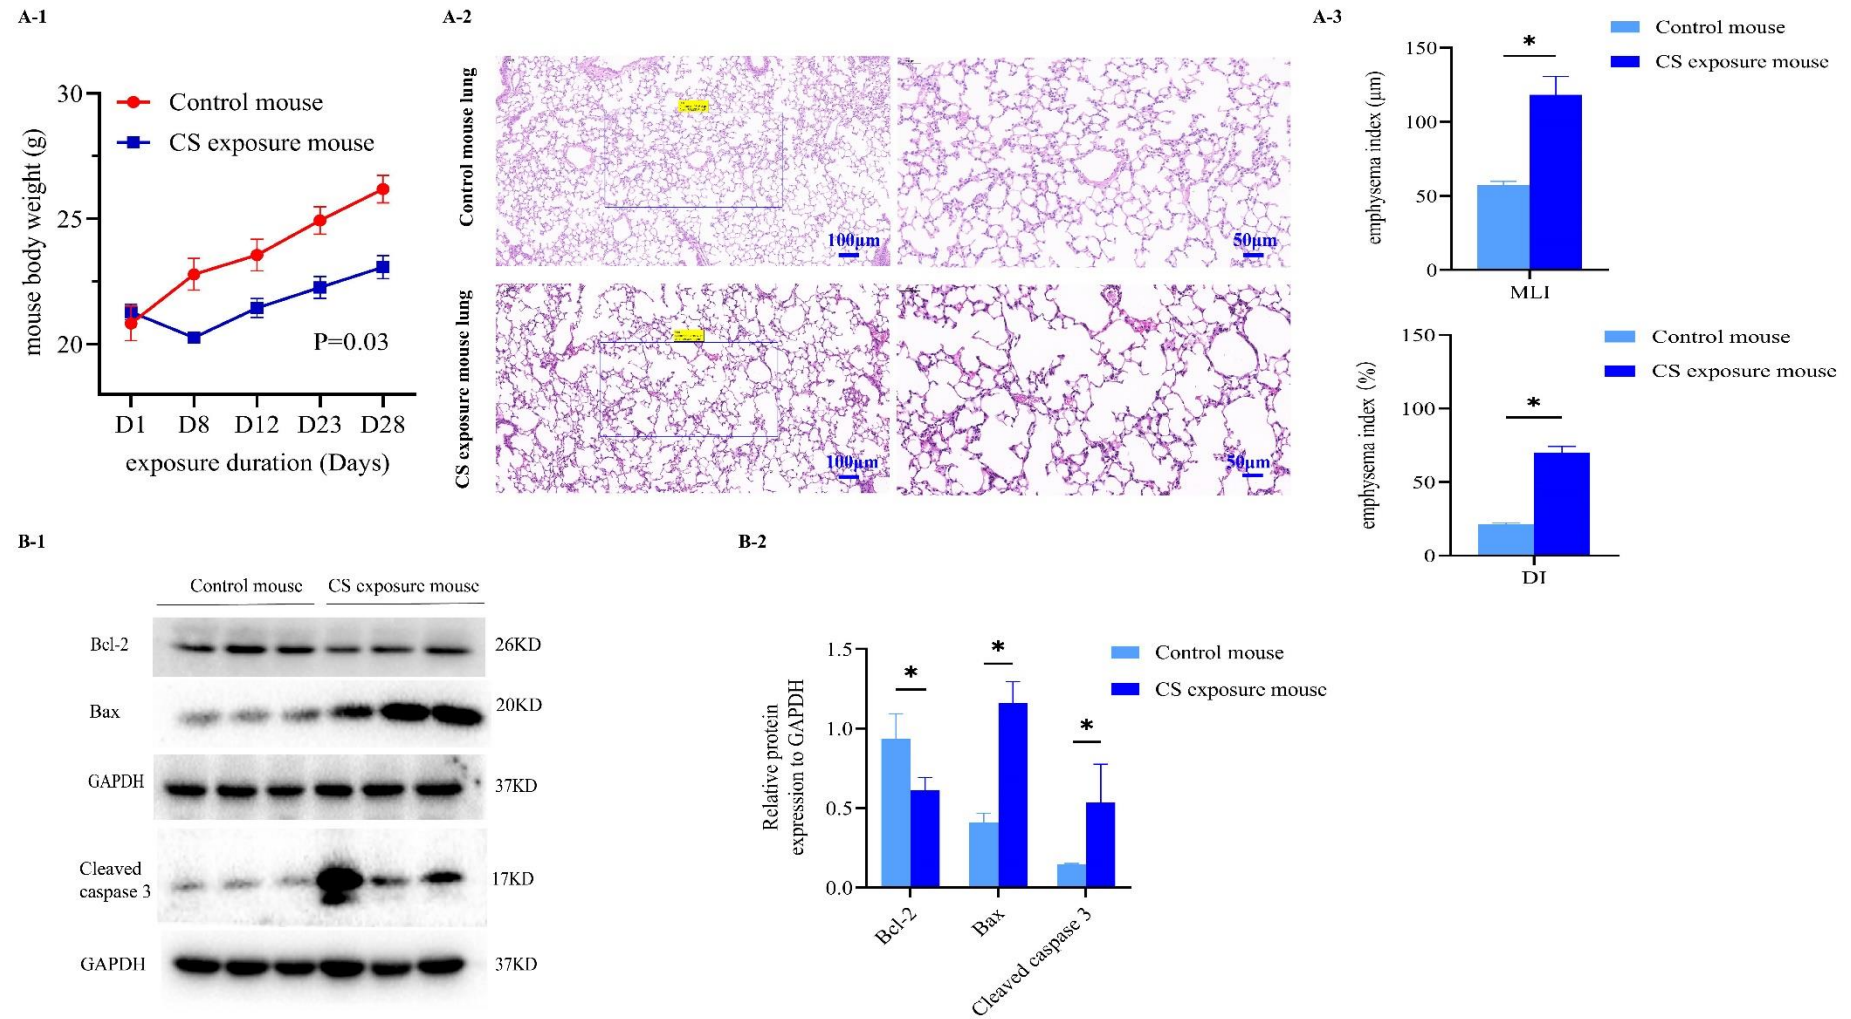 A-1
30
25
20
mouse body weight (g)
Control mouse
CS exposure mouse
P=0.03
D1 D8 D12 D23 D28
exposure duration (Days)
A-2
Control mouse lung
100μm
50μm
CS exposure mouse lung
100μm
50μm
A-3
Control mouse
CS exposure mouse
150
100
50
0
emphysema index (μm)
*
MLI
Control mouse
CS exposure mouse
150
100
50
0
emphysema index (%)
*
DI
B-1
Control mouse CS exposure mouse
Bcl-2 26KD
Bax 20KD
GAPDH 37KD
Cleaved
caspase 3 17KD
GAPDH 37KD
B-2
Control mouse
CS exposure mouse
1.5
1.0
0.5
0.0
Relative protein
expression to GAPDH
* * *
Bcl-2
Bax
Cleaved caspase 3